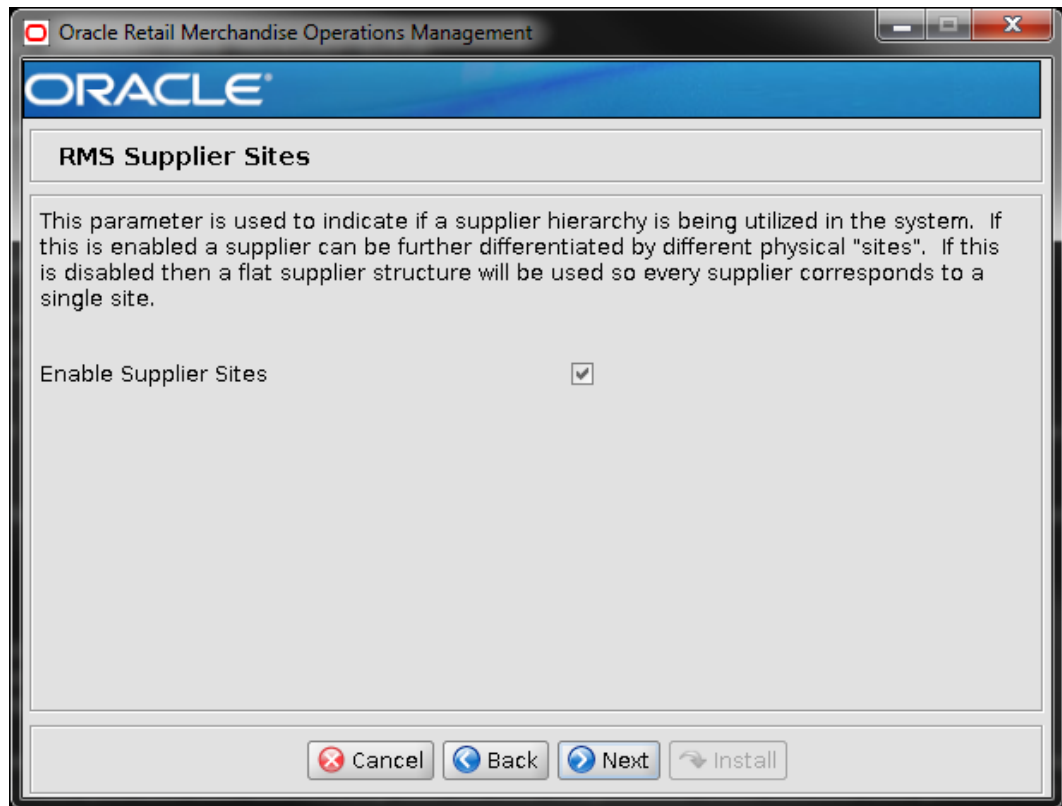 Oracle Retail Merchandise Operations Management
ORACLE®
RMS Supplier Sites
This parameter is used to indicate if a supplier hierarchy is being utilized in the system. If
this is enabled a supplier can be further differentiated by different physical "sites". If this
is disabled then a flat supplier structure will be used so every supplier corresponds to a
single site.
Enable Supplier Sites
Cancel Back Next Install